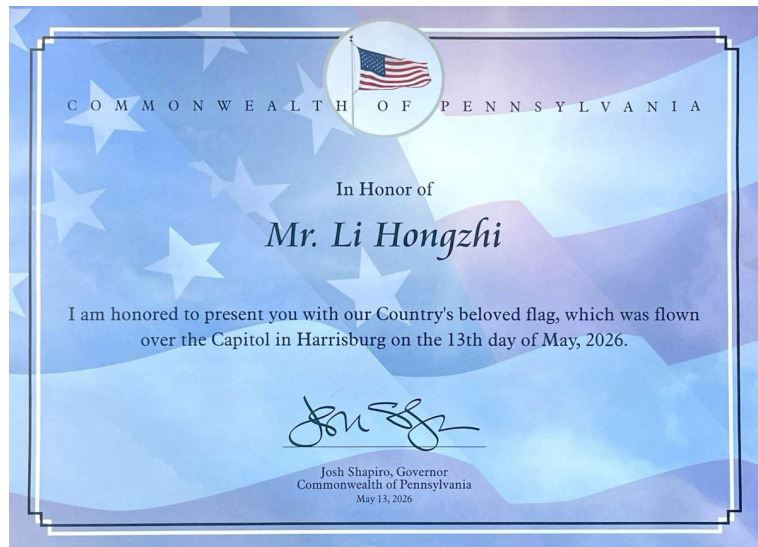 COMMONWEALTH OF PENNSYLVANIA
In Honor of
Mr. Li Hongzhi
I am honored to present you with our Country's beloved flag, which was flown
over the Capitol in Harrisburg on the 13th day of May, 2026.
Josh Shapiro, Governor
Commonwealth of Pennsylvania
May 13, 2026